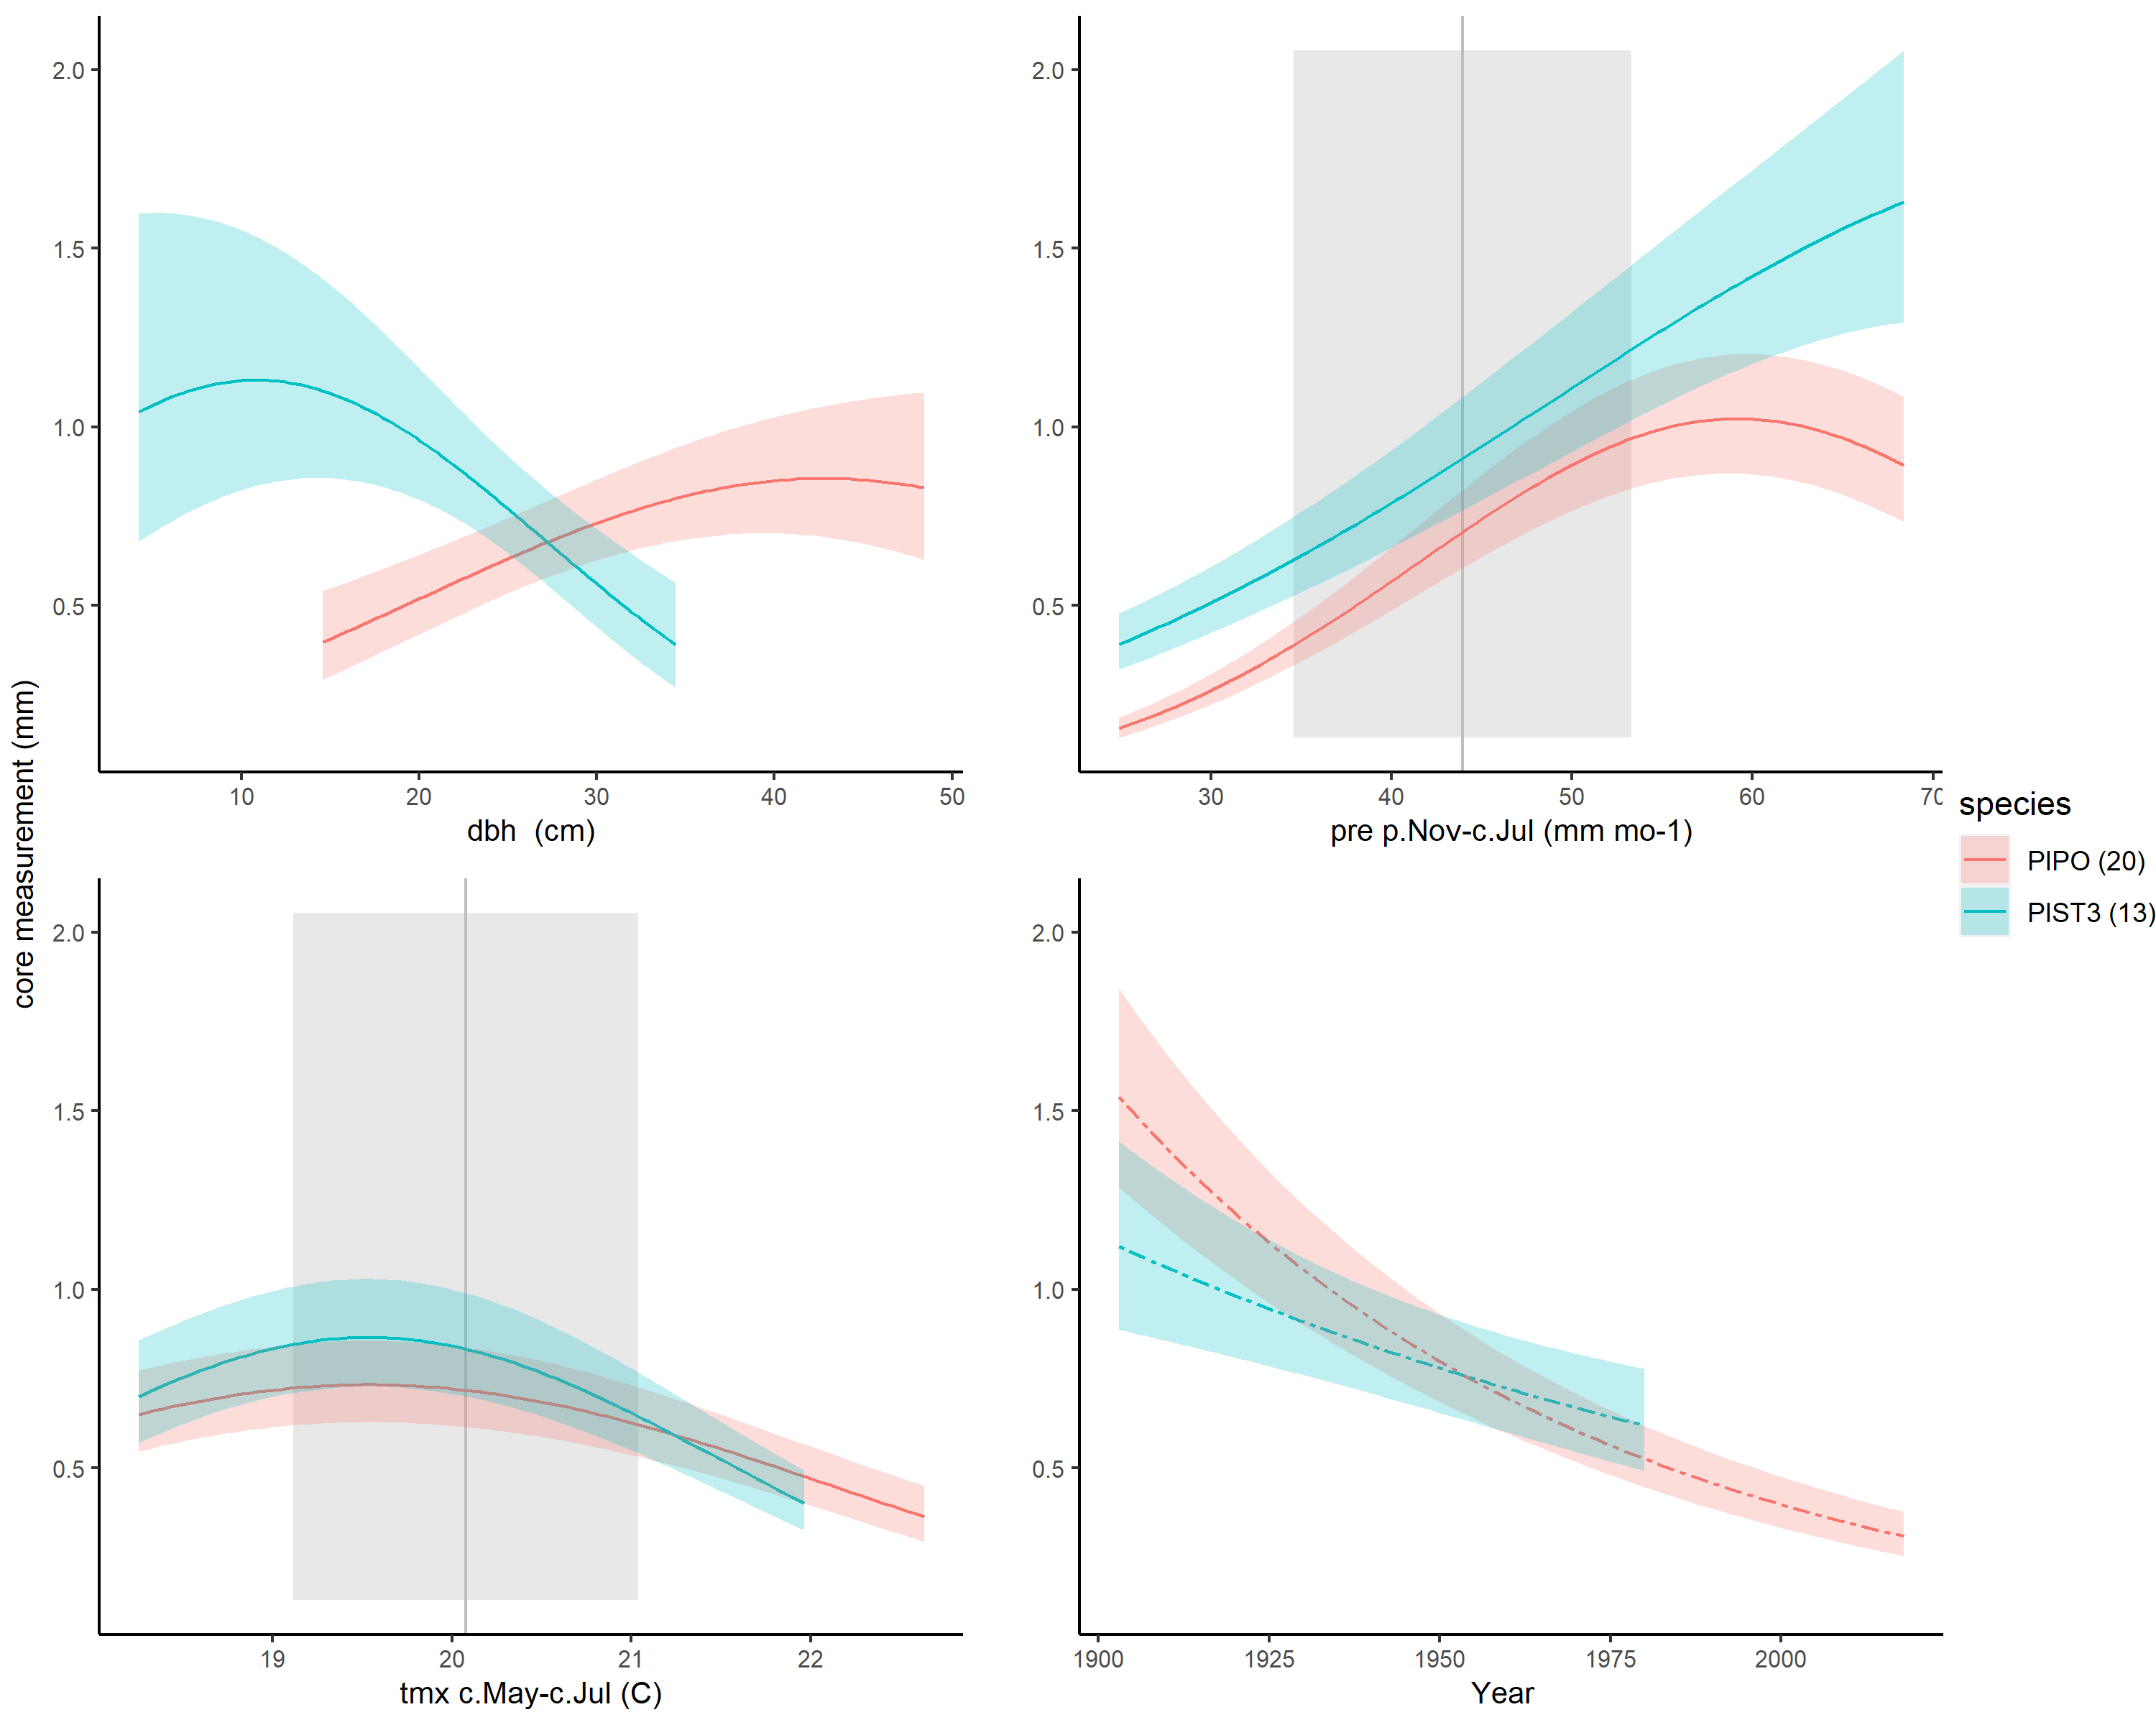 core measurement (mm)
2.0
1.5
1.0
0.5
10 20 30 40 50
dbh (cm)
2.0
1.5
1.0
0.5
30 40 50 60 70
pre p.Nov-c.Jul (mm mo-1)
2.0
1.5
1.0
0.5
19 20 21 22
tmx c.May-c.Jul (C)
2.0
1.5
1.0
0.5
1900 1925 1950 1975 2000
Year
species
PIPO (20)
PIST3 (13)